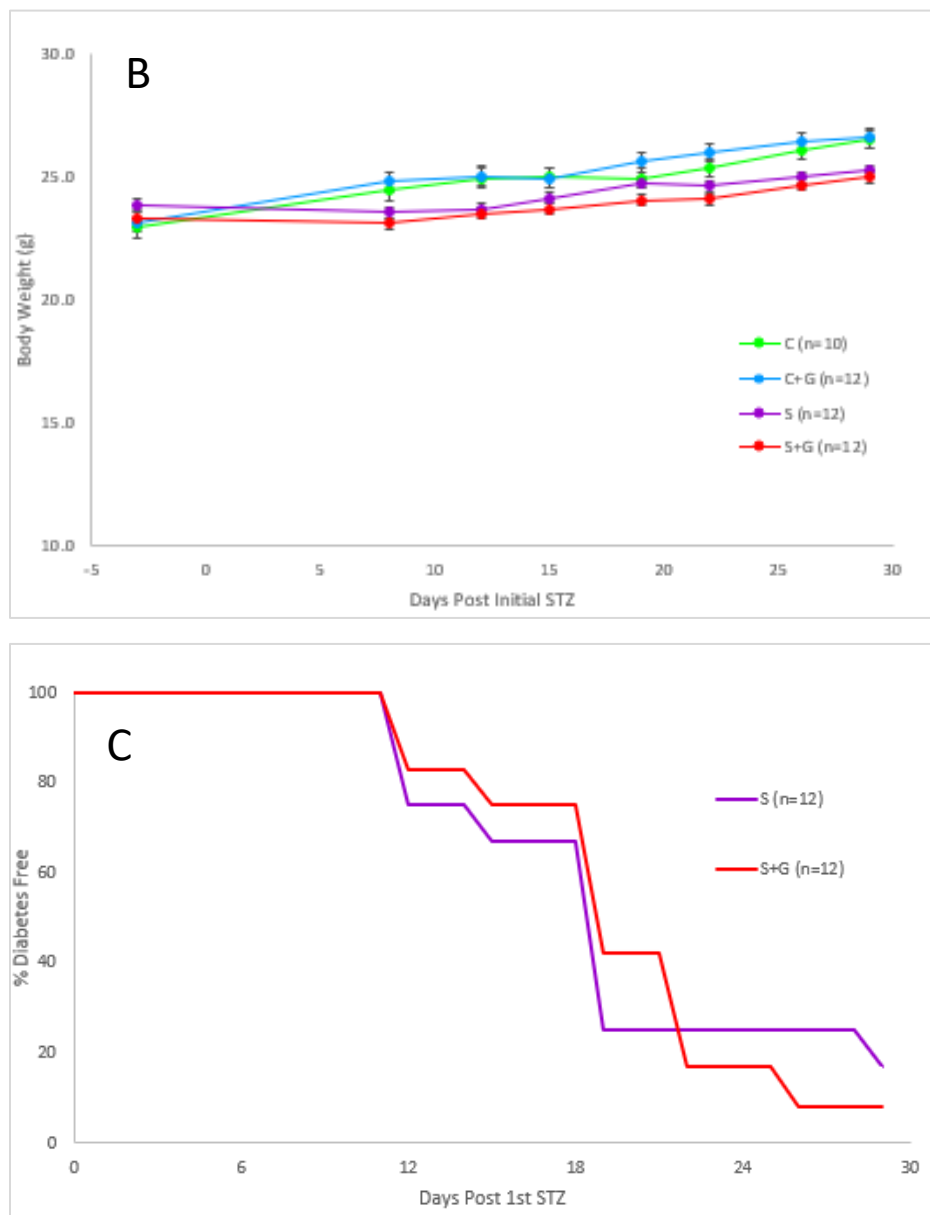 B
30.0
25.0
20.0
15.0
10.0
Body Weight (g)
C (n=10)
C+G (n=12)
S (n=12)
S+G (n=12)
-5 0 5 10 15 20 25 30
Days Post Initial STZ
C
100
80
60
40
20
0
% Diabetes Free
S (n=12)
S+G (n=12)
0 6 12 18 24 30
Days Post 1st STZ